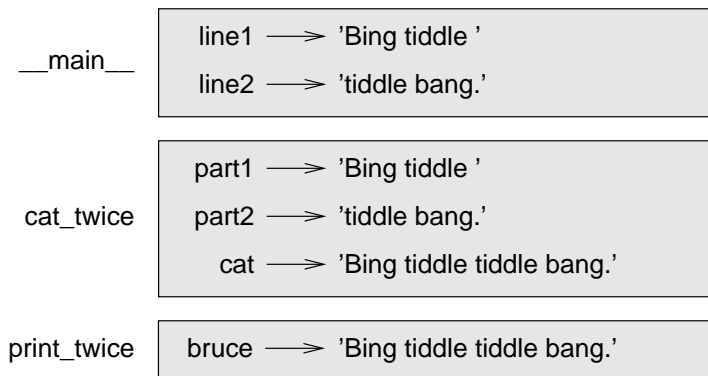 __main__
line1 ’Bing tiddle ’
line2 ’tiddle bang.’
cat_twice
part1 ’Bing tiddle ’
part2 ’tiddle bang.’
cat ’Bing tiddle tiddle bang.’
print_twice
bruce ’Bing tiddle tiddle bang.’